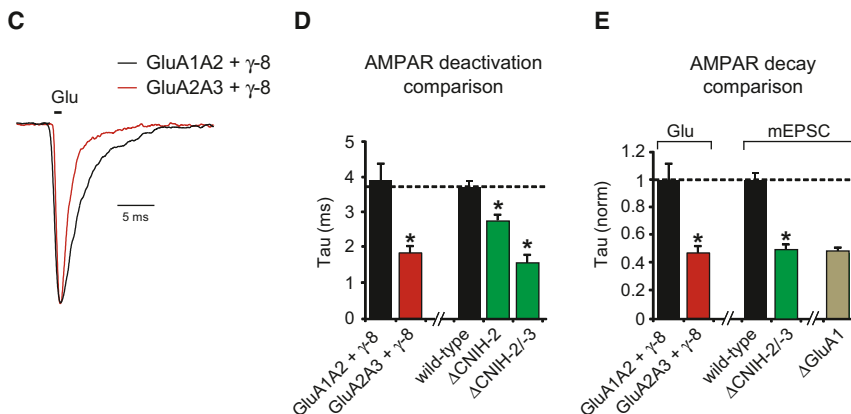 C
GluA1A2 + γ-8
GluA2A3 + γ-8
Glu
5 ms
D
AMPAR deactivation
comparison
Tau (ms)
5
4
3
2
1
0
*
*
*
GluA1A2 + γ-8
GluA2A3 + γ-8
wild-type
ΔCNIH-2
ΔCNIH-2/-3
E
AMPAR decay
comparison
Glu
mEPSC
Tau (norm)
1.2
1
0.8
0.6
0.4
0.2
0
*
*
GluA1A2 + γ-8
GluA2A3 + γ-8
wild-type
ΔCNIH-2/-3
ΔGluA1